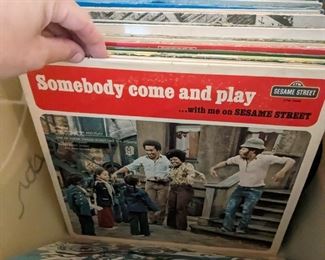 Somebody come and play
...with me on SESAME STREET
SESAME STREET